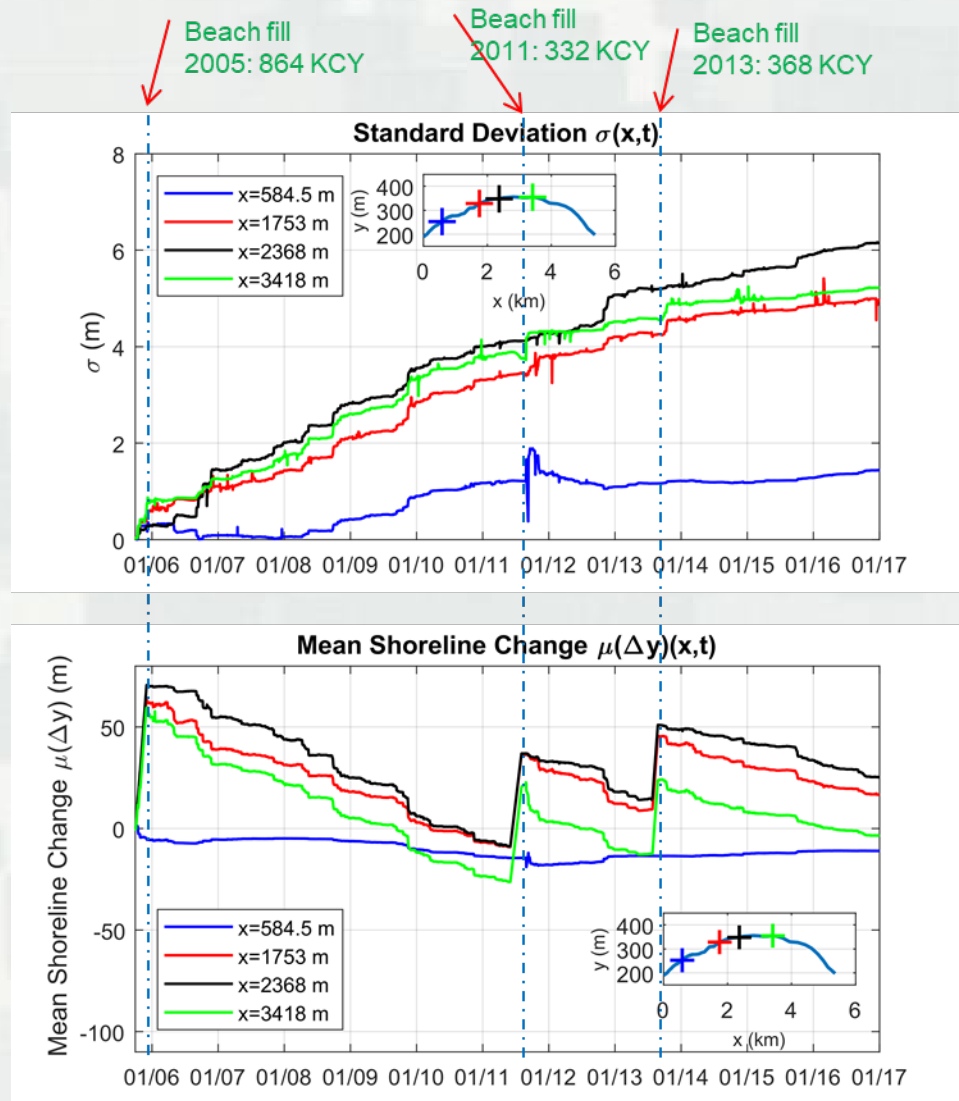 Beach fill
2005: 864 KCY
Beach fill
2011: 332 KCY
Beach fill
2013: 368 KCY
Standard Deviation σ(x,t)
8
6
4
2
0
σ (m)
x=584.5 m
x=1753 m
x=2368 m
x=3418 m
400
300
200
y (m)
0 2 4 6
x (km)
01/06 01/07 01/08 01/09 01/10 01/11 01/12 01/13 01/14 01/15 01/16 01/17
Mean Shoreline Change μ(Δy)(x,t)
Mean Shoreline Change μ(Δy) (m)
50
0
-50
-100
x=584.5 m
x=1753 m
x=2368 m
x=3418 m
400
300
200
y (m)
0 2 4 6
x (km)
01/06 01/07 01/08 01/09 01/10 01/11 01/12 01/13 01/14 01/15 01/16 01/17